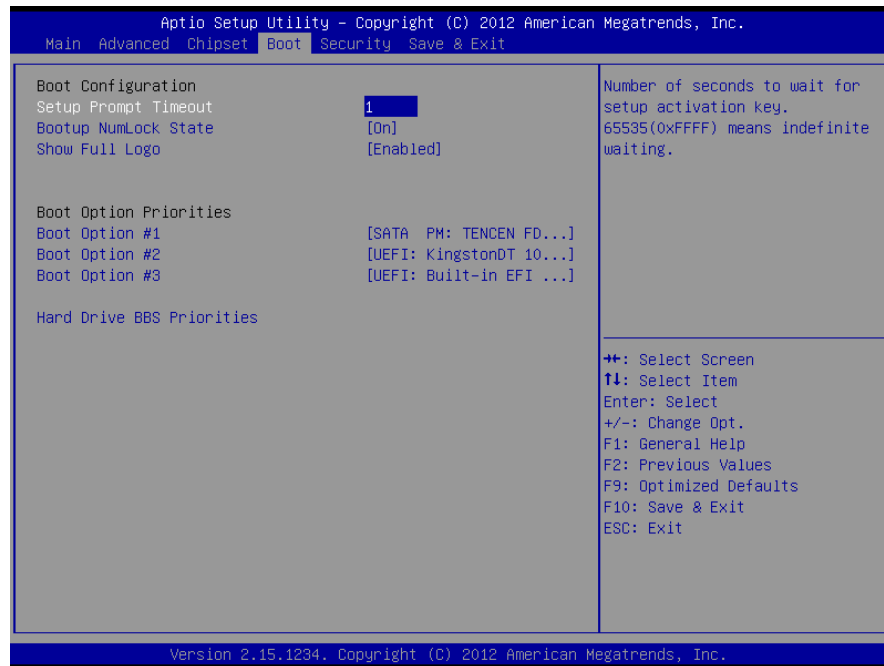 Aptio Setup Utility – Copyright (C) 2012 American Megatrends, Inc.
Main Advanced Chipset Boot Security Save & Exit
Boot Configuration
Setup Prompt Timeout 1
Bootup NumLock State [On]
Show Full Logo [Enabled]
Boot Option Priorities
Boot Option #1 [SATA PM: TENCEN FD...]
Boot Option #2 [UEFI: KingstonDT 10...]
Boot Option #3 [UEFI: Built-in EFI ...]
Hard Drive BBS Priorities
Number of seconds to wait for
setup activation key.
65535(0xFFFF) means indefinite
waiting.
→←: Select Screen
↑↓: Select Item
Enter: Select
+/-: Change Opt.
F1: General Help
F2: Previous Values
F9: Optimized Defaults
F10: Save & Exit
ESC: Exit
Version 2.15.1234. Copyright (C) 2012 American Megatrends, Inc.